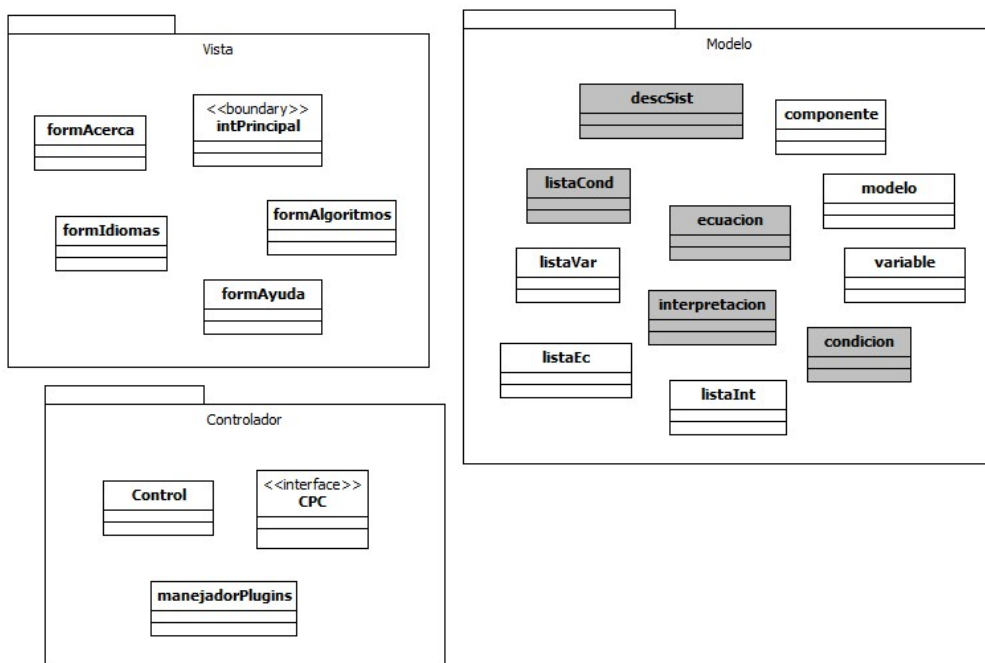 Vista
<<boundary>>
intPrincipal
formAcerca
formAlgoritmos
formIdiomas
formAyuda
Modelo
descSist
componente
listaCond
modelo
ecuacion
listaVar
variable
interpretacion
condicion
listaEc
listaInt
Controlador
Control
<<interface>>
CPC
manejadorPlugins